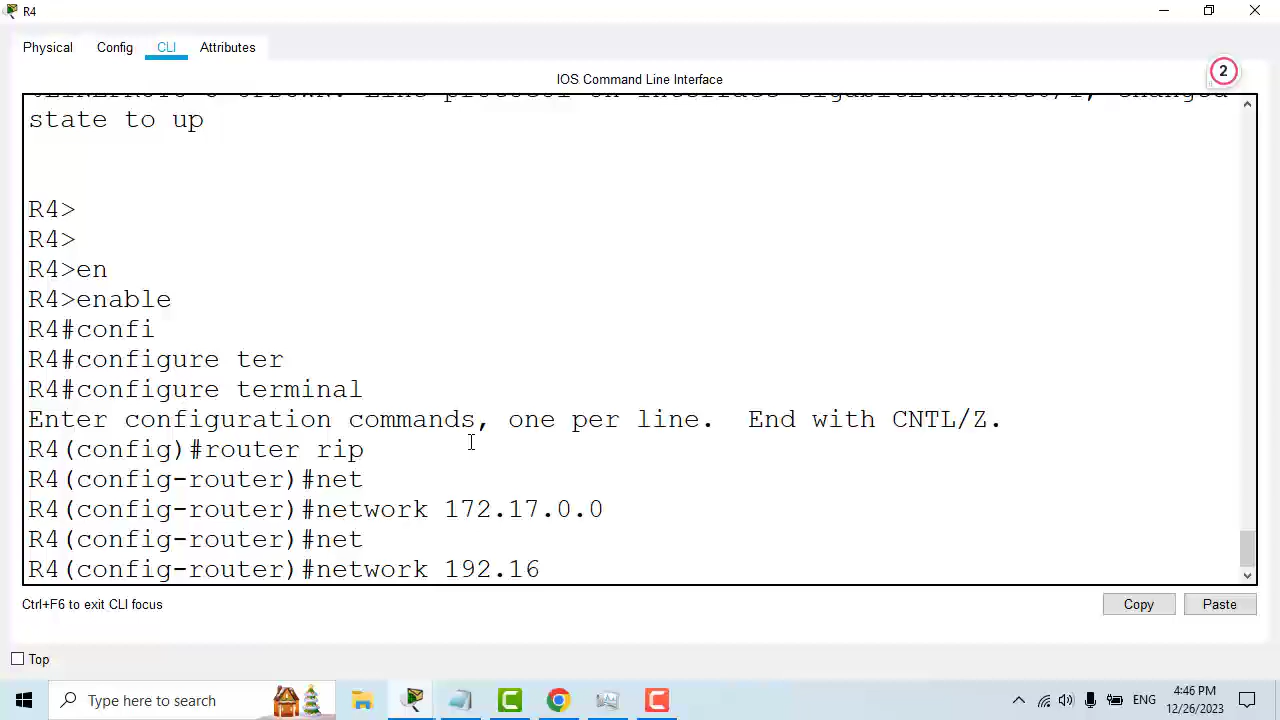 R4
Physical Config CLI Attributes
IOS Command Line Interface
2
state to up
R4>
R4>
R4>en
R4>enable
R4#confi
R4#configure ter
R4#configure terminal
Enter configuration commands, one per line. End with CNTL/Z.
R4(config)#router rip
R4(config-router)#net
R4(config-router)#network 172.17.0.0
R4(config-router)#net
R4(config-router)#network 192.16
Ctrl+F6 to exit CLI focus
Copy Paste
Top
Type here to search
ENG
4:46 PM
12/26/2023